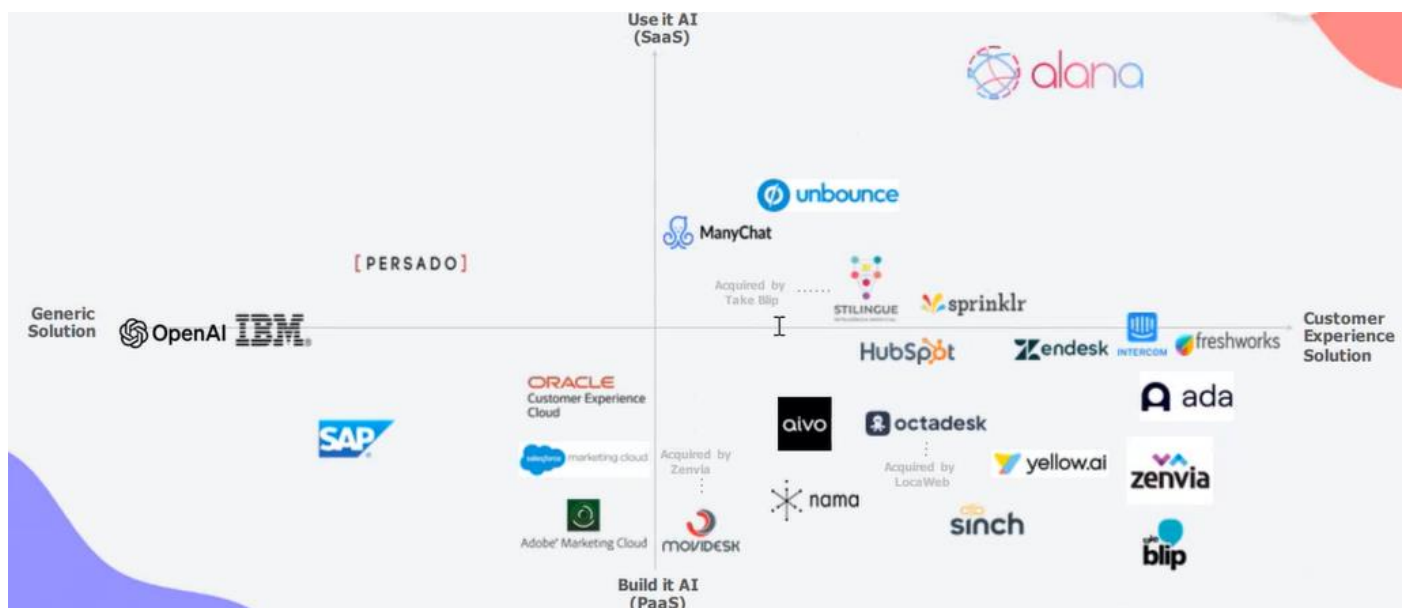 Use it AI
(SaaS)
alana
unbounce
ManyChat
[PERSADO]
Acquired by
Take Blip
STILINGUE
sprinklr
Generic
Solution
OpenAI
IBM
Customer
Experience
Solution
HubSpot
zendesk
INTERCOM
freshworks
ORACLE
Customer Experience
Cloud
SAP
aivo
octadesk
ada
salesforce marketing cloud
Acquired by
Zenvia
Acquired by
LocaWeb
yellow.ai
zenvia
nama
sinch
Adobe® Marketing Cloud
MOVIDESK
blip
Build it AI
(PaaS)